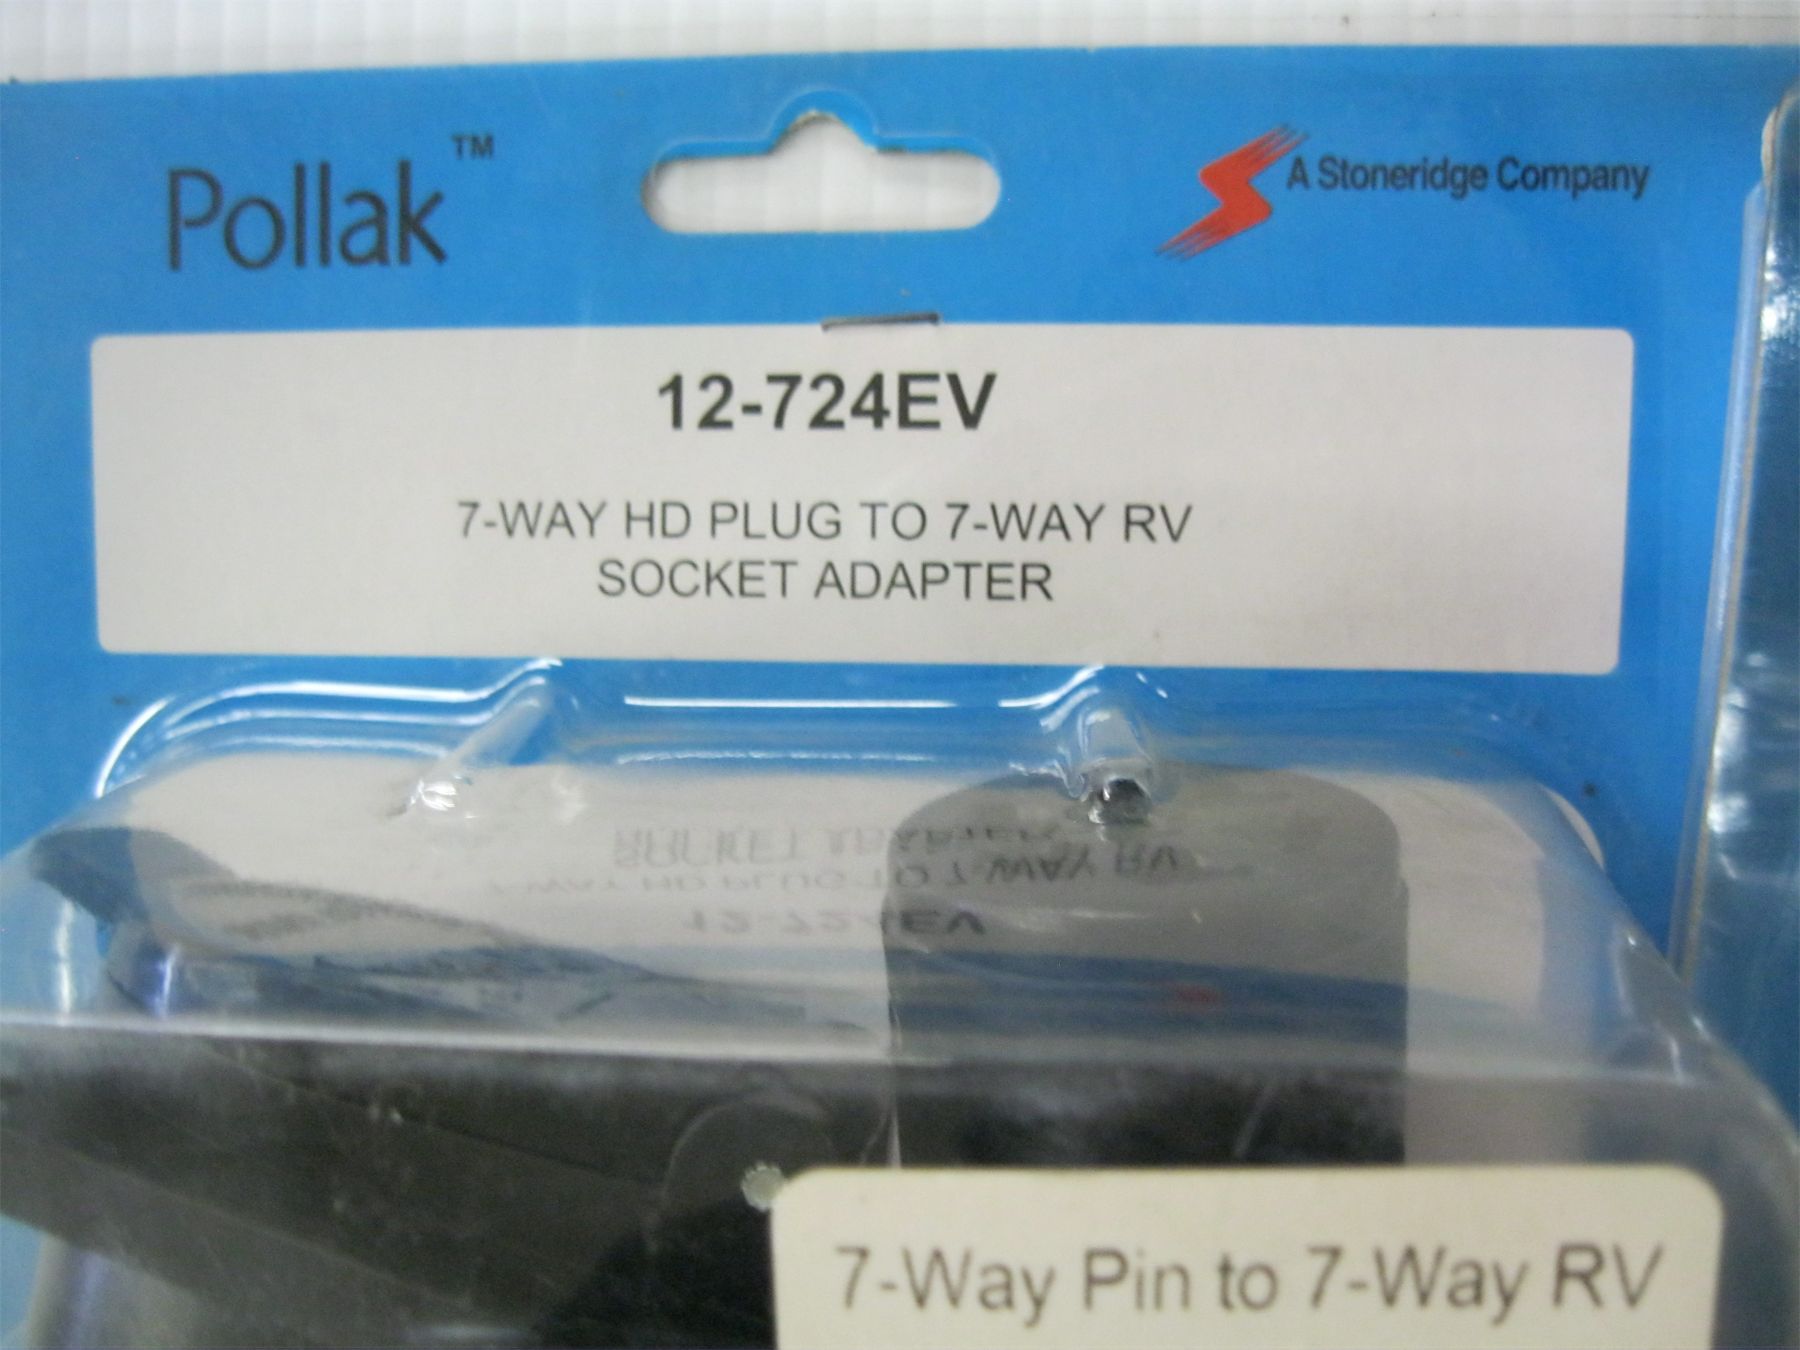 Pollak™
A Stoneridge Company
12-724EV
7-WAY HD PLUG TO 7-WAY RV
SOCKET ADAPTER
7-Way Pin to 7-Way RV